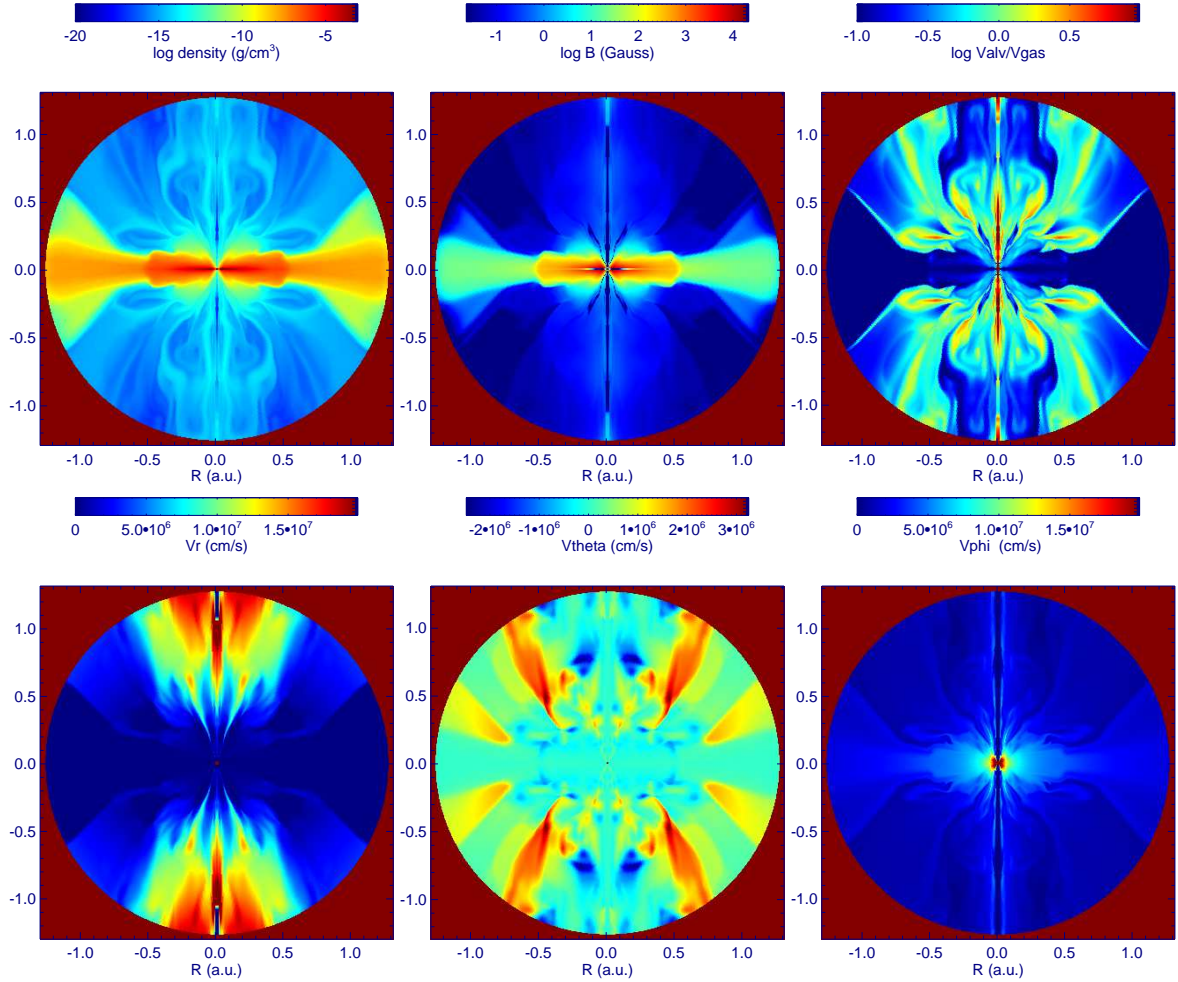 -20 -15 -10 -5
log density (g/cm³)
-1 0 1 2 3 4
log B (Gauss)
-1.0 -0.5 0.0 0.5
log Valv/Vgas
1.0
0.5
0.0
-0.5
-1.0
-1.0 -0.5 0.0 0.5 1.0
R (a.u.)
1.0
0.5
0.0
-0.5
-1.0
-1.0 -0.5 0.0 0.5 1.0
R (a.u.)
1.0
0.5
0.0
-0.5
-1.0
-1.0 -0.5 0.0 0.5 1.0
R (a.u.)
0 5.0•10⁶ 1.0•10⁷ 1.5•10⁷
Vr (cm/s)
-2•10⁶ -1•10⁶ 0 1•10⁶ 2•10⁶ 3•10⁶
Vtheta (cm/s)
0 5.0•10⁶ 1.0•10⁷ 1.5•10⁷
Vphi (cm/s)
1.0
0.5
0.0
-0.5
-1.0
-1.0 -0.5 0.0 0.5 1.0
R (a.u.)
1.0
0.5
0.0
-0.5
-1.0
-1.0 -0.5 0.0 0.5 1.0
R (a.u.)
1.0
0.5
0.0
-0.5
-1.0
-1.0 -0.5 0.0 0.5 1.0
R (a.u.)